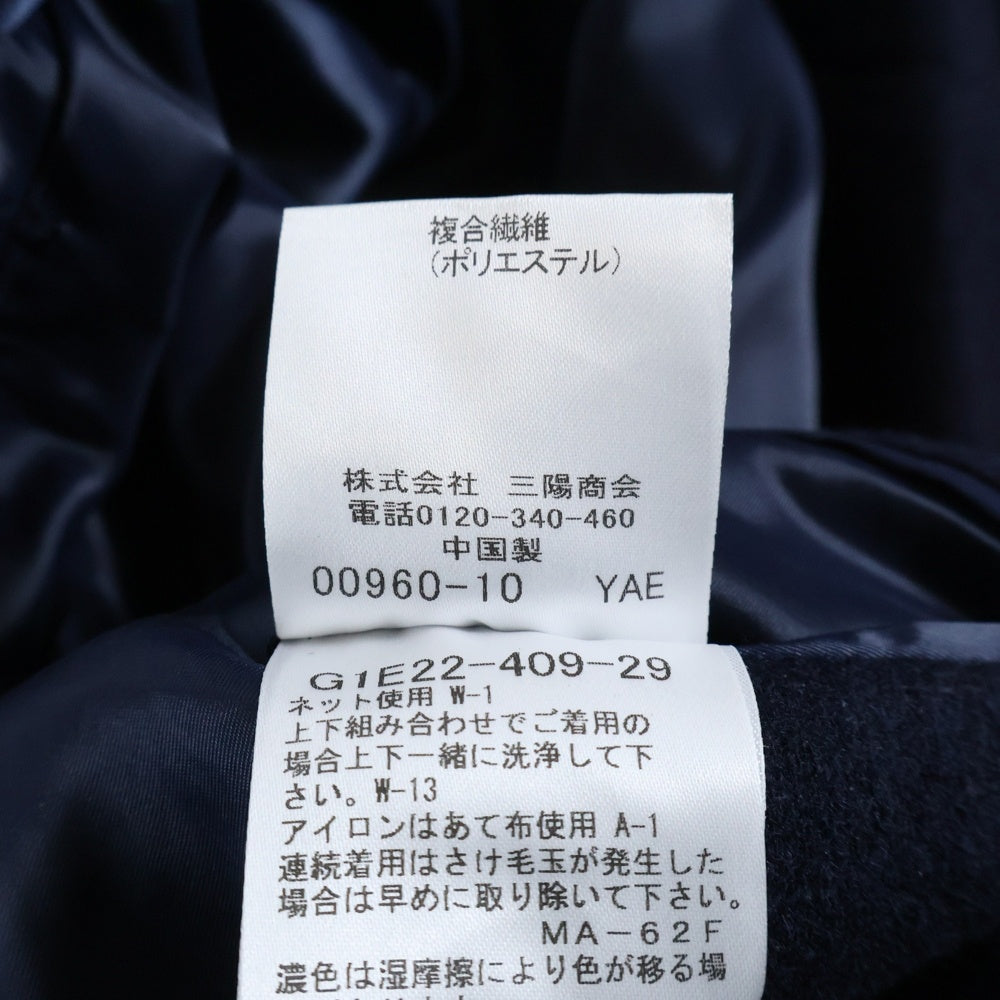 複合繊維
(ポリエステル)
株式会社 三陽商会
電話0120-340-460
中国製
00960-10 YAE
G1E22-409-29
ネット使用 W-1
上下組み合わせでご着用の
場合上下一緒に洗浄して下
さい。W-13
アイロンはあて布使用 A-1
連続着用はさけ毛玉が発生した
場合は早めに取り除いて下さい。
MA-62F
濃色は湿摩擦により色が移る場